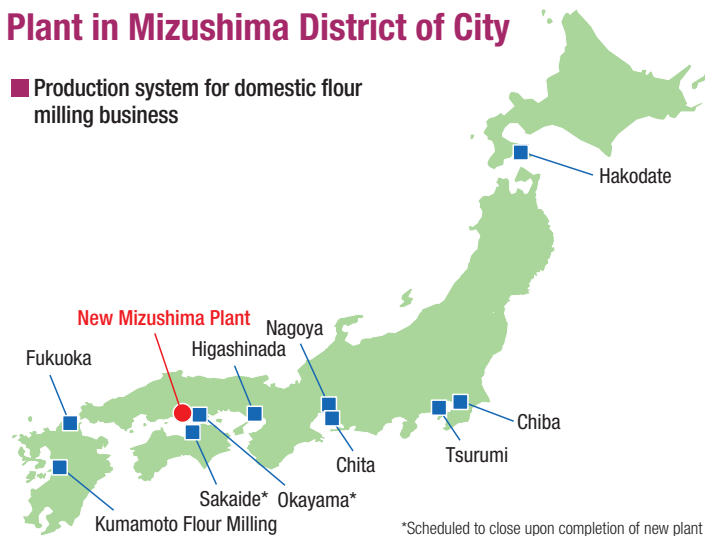 Plant in Mizushima District of City
Production system for domestic flour
milling business
Hakodate
New Mizushima Plant
Nagoya
Higashinada
Fukuoka
Chiba
Tsurumi
Chita
Sakaide*
Okayama*
Kumamoto Flour Milling
*Scheduled to close upon completion of new plant